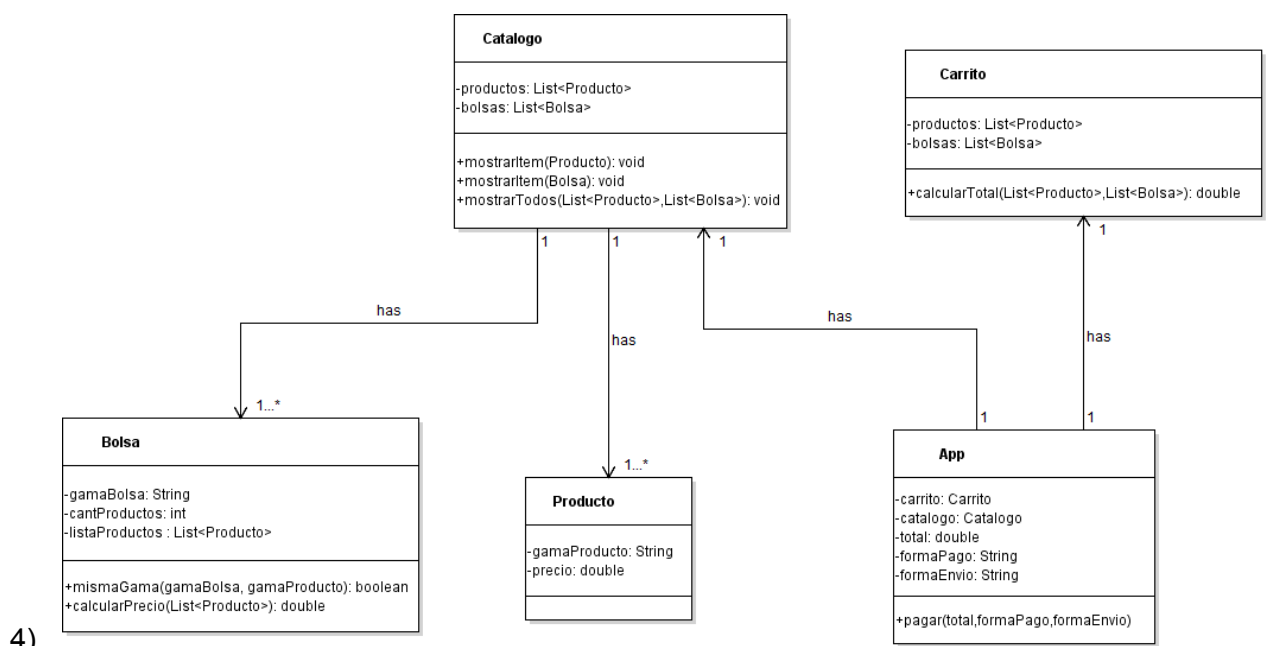 Catalogo
-productos: List<Producto>
-bolsas: List<Bolsa>
+mostrarItem(Producto): void
+mostrarItem(Bolsa): void
+mostrarTodos(List<Producto>,List<Bolsa>): void
Carrito
-productos: List<Producto>
-bolsas: List<Bolsa>
+calcularTotal(List<Producto>,List<Bolsa>): double
1
1
1
1
has
has
has
has
1...*
1...*
1
1
Bolsa
-gamaBolsa: String
-cantProductos: int
-listaProductos : List<Producto>
+mismaGama(gamaBolsa, gamaProducto): boolean
+calcularPrecio(List<Producto>): double
Producto
-gamaProducto: String
-precio: double
App
-carrito: Carrito
-catalogo: Catalogo
-total: double
-formaPago: String
-formaEnvio: String
+pagar(total,formaPago,formaEnvio)
4)